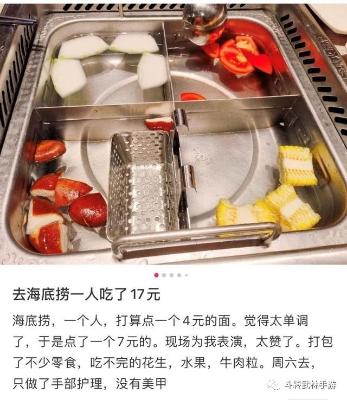 去海底捞一人吃了17元
海底捞，一个人，打算点一个4元的面。觉得太单调
了，于是点了一个7元的。现场为我表演，太赞了。打包
了不少零食，吃不完的花生，水果，牛肉粒。周六去，
只做了手部护理，没有美甲
斗转武林手游